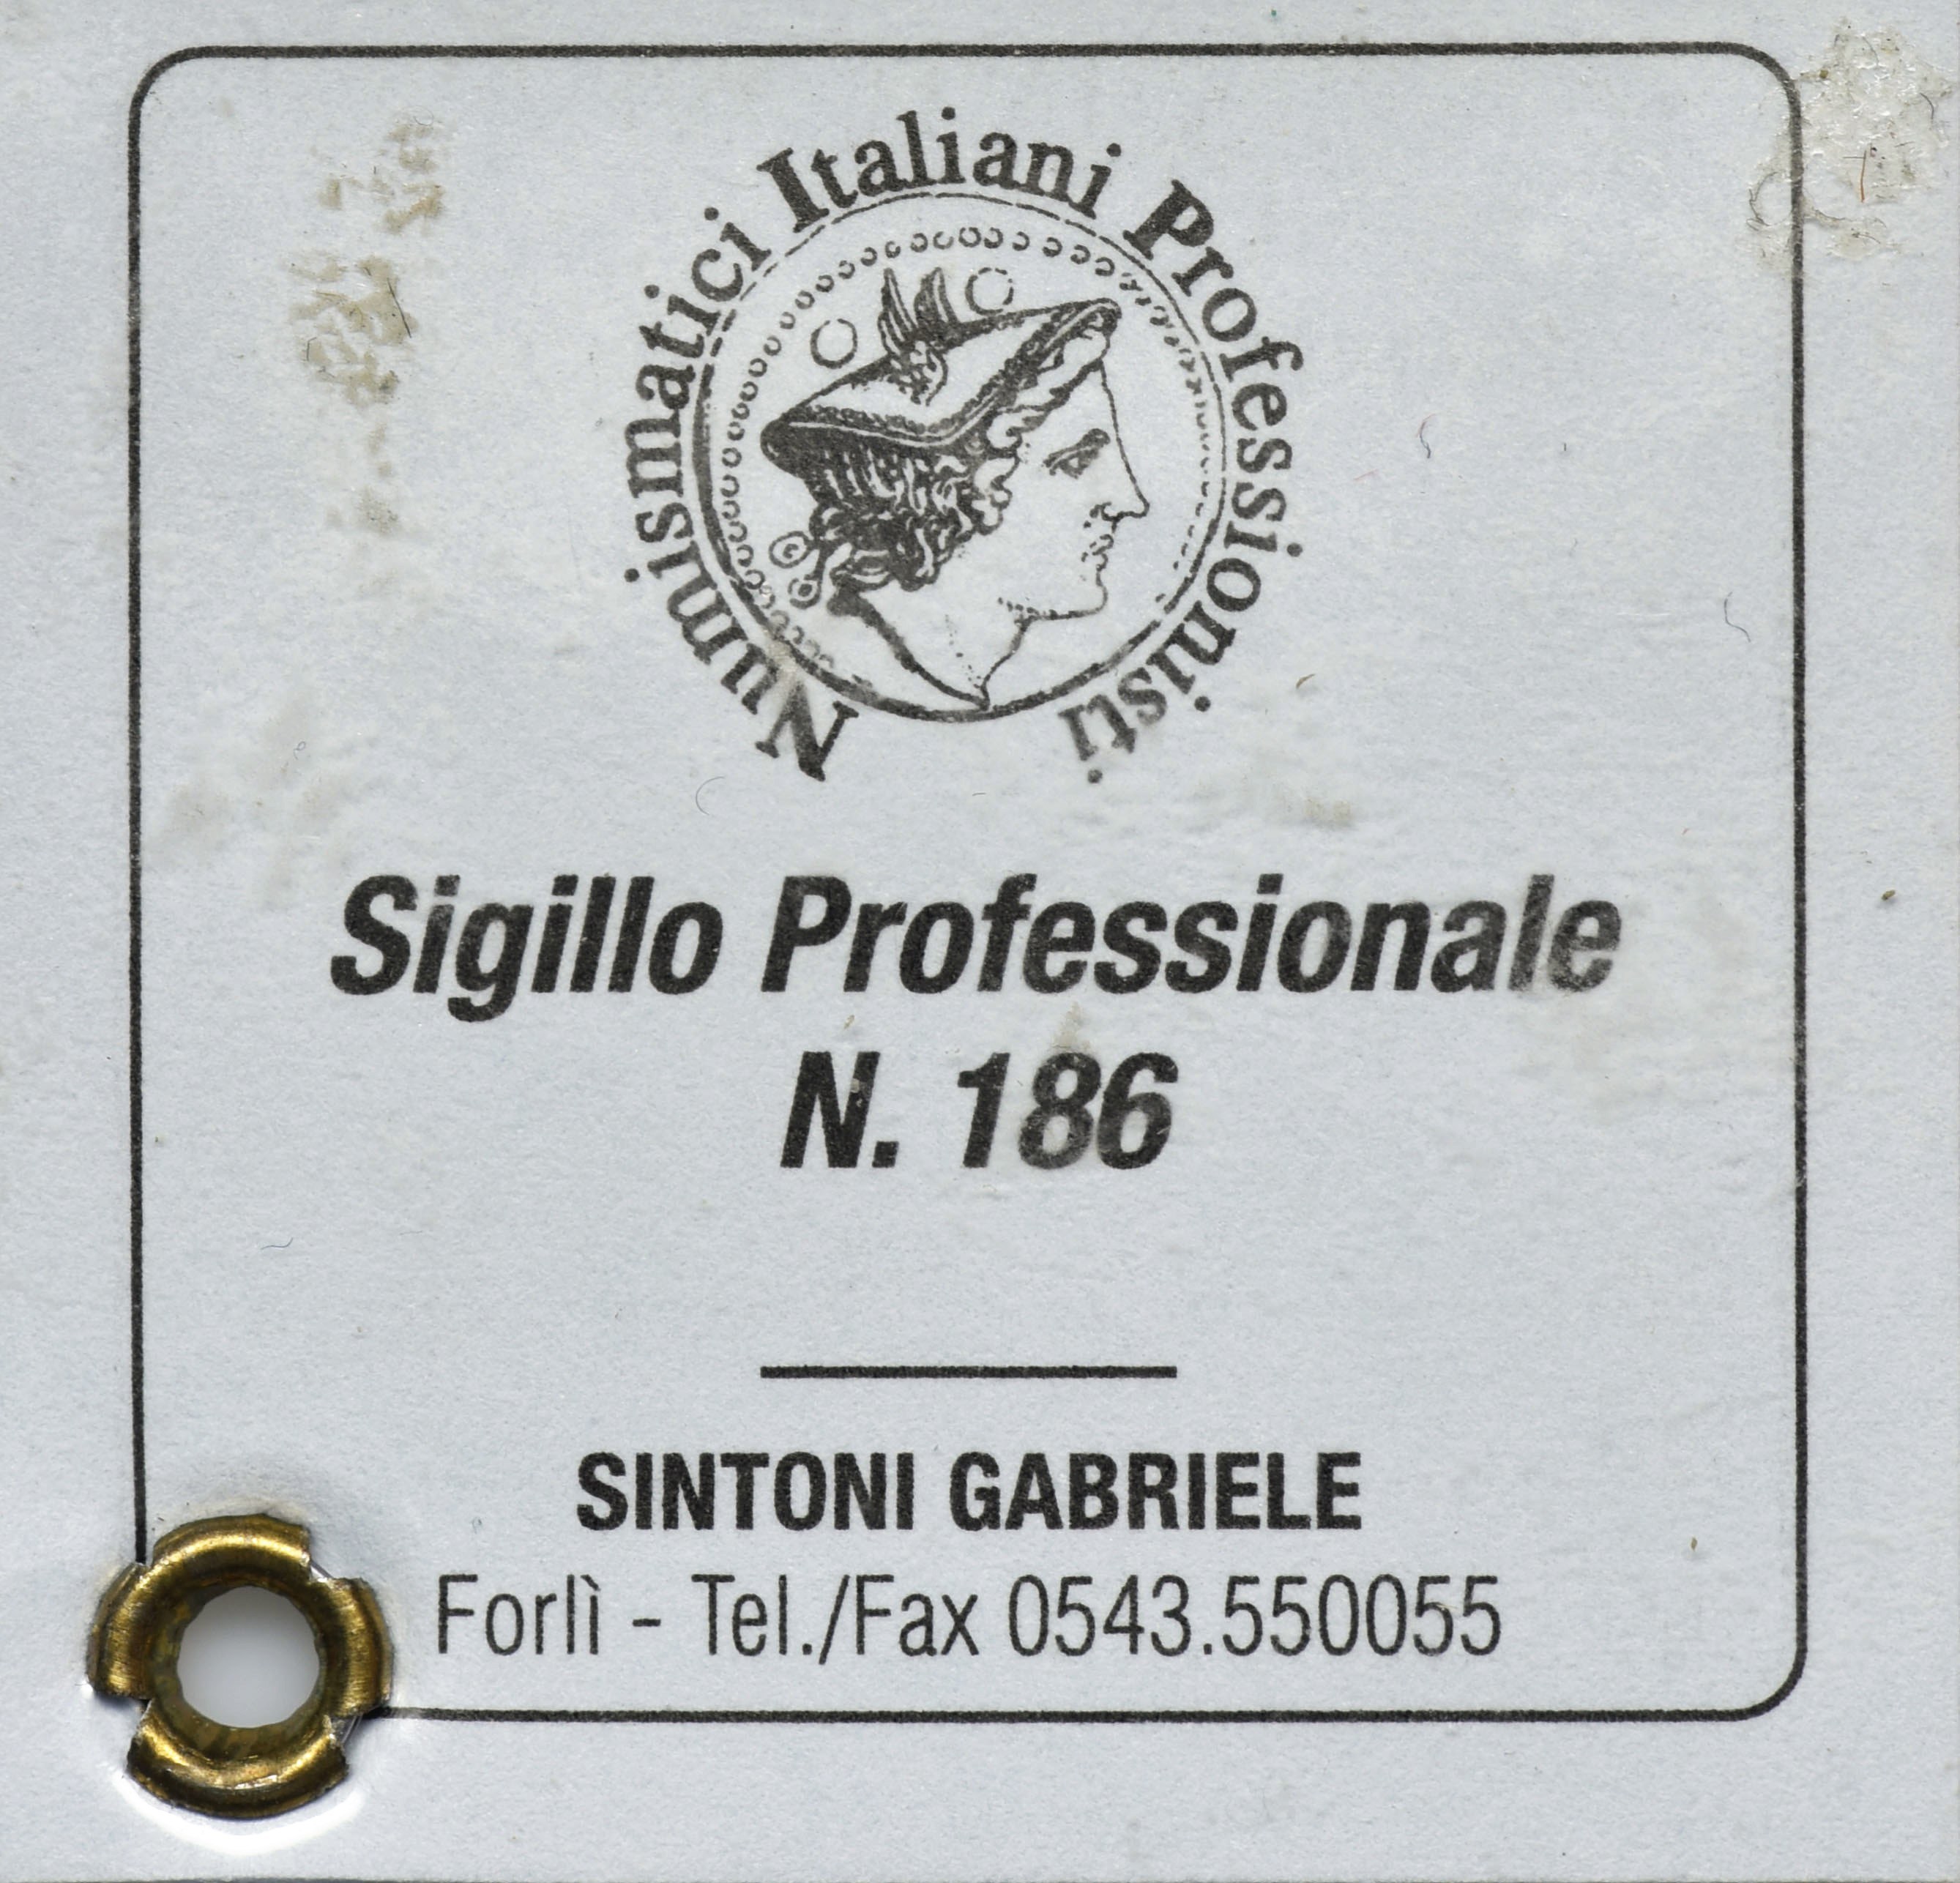 Numismatici Italiani Professionisti
Sigillo Professionale
N. 186
SINTONI GABRIELE
Forlì - Tel./Fax 0543.550055